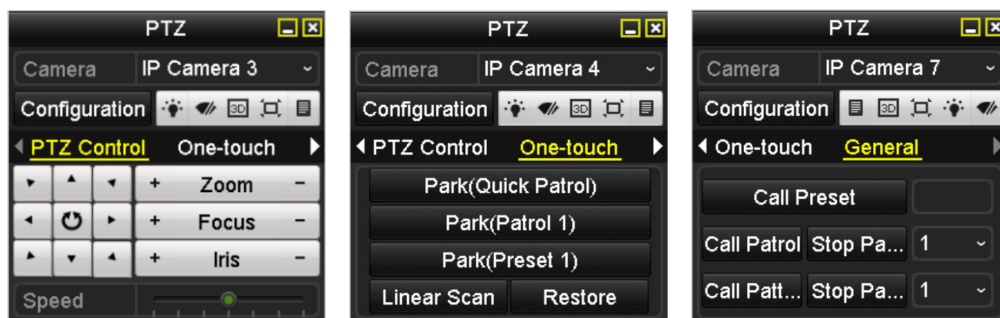 PTZ
Camera IP Camera 3
Configuration 3D
PTZ Control One-touch
+ Zoom −
+ Focus −
+ Iris −
Speed
PTZ
Camera IP Camera 4
Configuration 3D
PTZ Control One-touch
Park(Quick Patrol)
Park(Patrol 1)
Park(Preset 1)
Linear Scan Restore
PTZ
Camera IP Camera 7
Configuration 3D
One-touch General
Call Preset
Call Patrol Stop Pa... 1
Call Patt... Stop Pa... 1